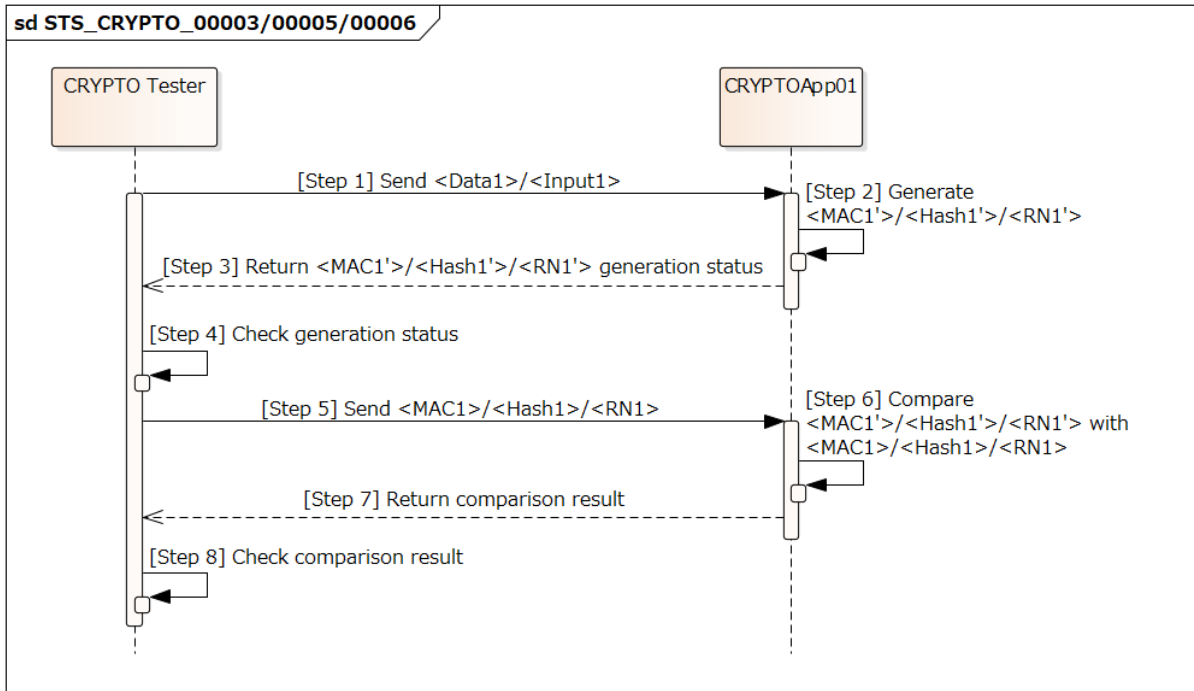 sd STS_CRYPTO_00003/00005/00006
CRYPTO Tester
CRYPTOApp01
[Step 1] Send <Data1>/<Input1>
[Step 2] Generate
<MAC1'>/<Hash1'>/<RN1'>
[Step 3] Return <MAC1'>/<Hash1'>/<RN1'> generation status
[Step 4] Check generation status
[Step 5] Send <MAC1>/<Hash1>/<RN1>
[Step 6] Compare
<MAC1'>/<Hash1'>/<RN1'> with
<MAC1>/<Hash1>/<RN1>
[Step 7] Return comparison result
[Step 8] Check comparison result